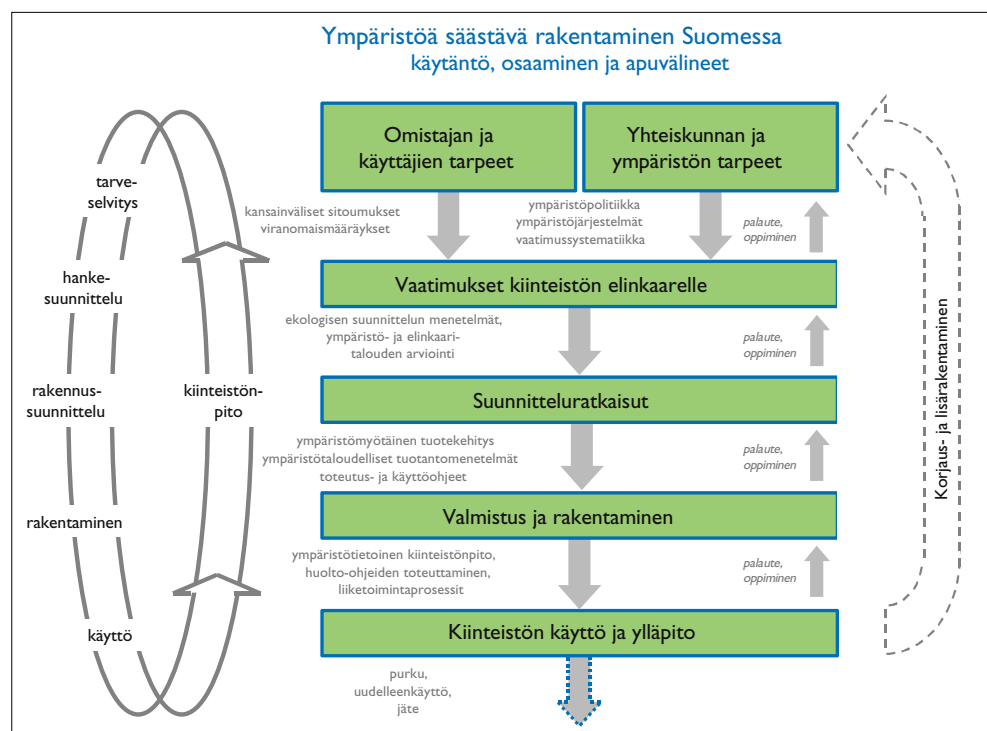 Ympäristöä säästävä rakentaminen Suomessa
käytäntö, osaaminen ja apuvälineet
Omistajan ja
käyttäjien tarpeet
Yhteiskunnan ja
ympäristön tarpeet
kansainväliset sitoumukset
viranomaismääräykset
ympäristöpolitiikka
ympäristöjärjestelmät
vaatimussystematiikka
palaute,
oppiminen
Vaatimukset kiinteistön elinkaarelle
ekologisen suunnittelun menetelmät,
ympäristö- ja elinkaari-
talouden arviointi
palaute,
oppiminen
Suunnitteluratkaisut
ympäristömyötäinen tuotekehitys
ympäristötaloudelliset tuotantomenetelmät
toteutus- ja käyttöohjeet
palaute,
oppiminen
Valmistus ja rakentaminen
ympäristötietoinen kiinteistönpito,
huolto-ohjeiden toteuttaminen,
liiketoimintaprosessit
palaute,
oppiminen
Kiinteistön käyttö ja ylläpito
purku,
uudelleenkäyttö,
jäte
tarve-
selvitys
hanke-
suunnittelu
rakennus-
suunnittelu
kiinteistön-
pito
rakentaminen
käyttö
Korjaus- ja lisärakentaminen